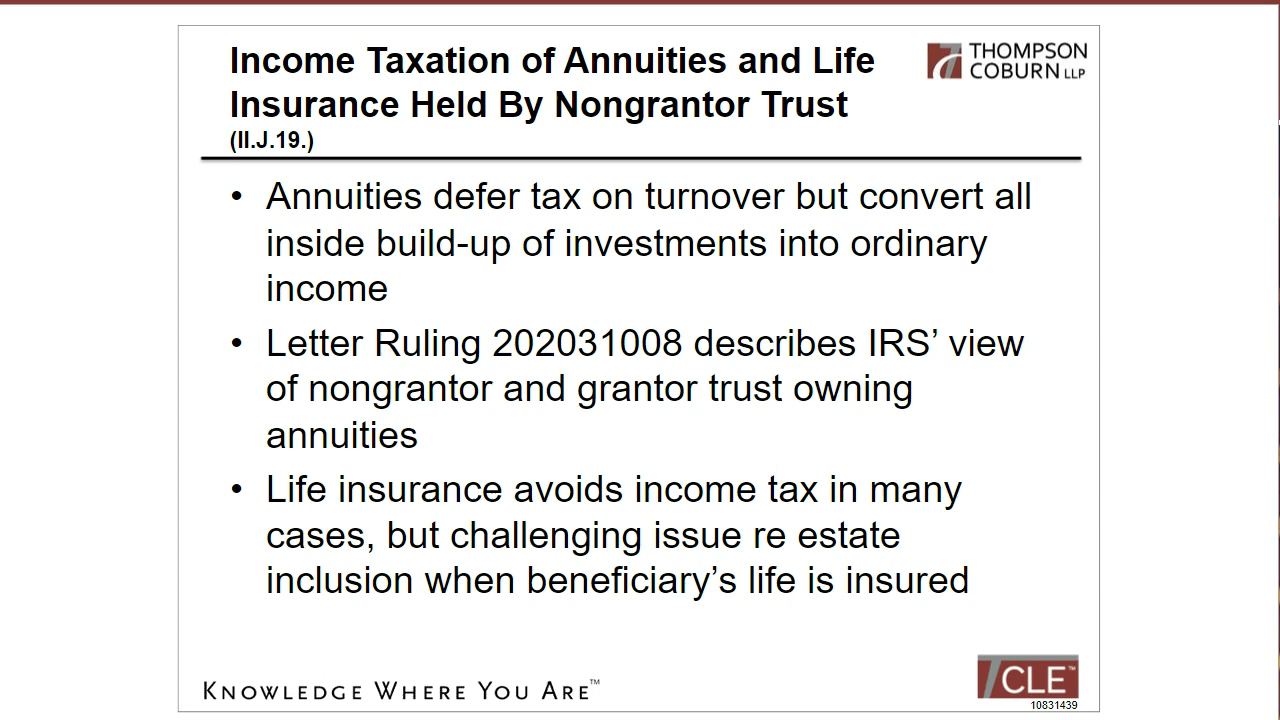 Income Taxation of Annuities and Life
Insurance Held By Nongrantor Trust
(II.J.19.)
THOMPSON
COBURN LLP
• Annuities defer tax on turnover but convert all
inside build-up of investments into ordinary
income
• Letter Ruling 202031008 describes IRS’ view
of nongrantor and grantor trust owning
annuities
• Life insurance avoids income tax in many
cases, but challenging issue re estate
inclusion when beneficiary’s life is insured
KNOWLEDGE WHERE YOU ARE™
TCLE™
10831439